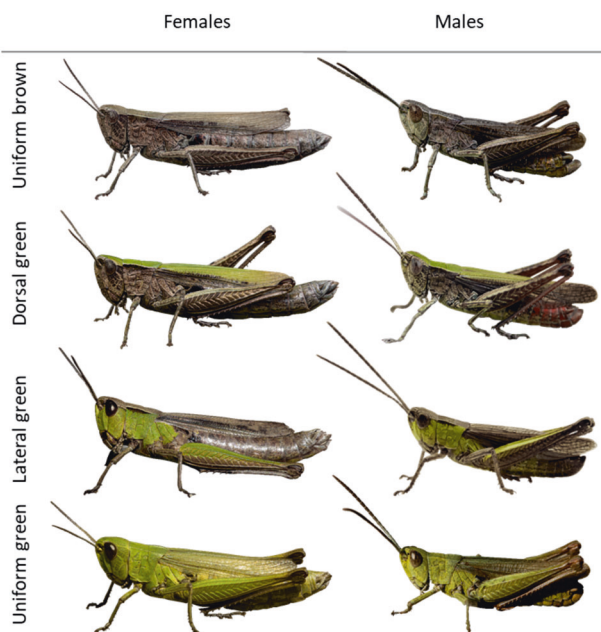 Females Males
Uniform brown
Dorsal green
Lateral green
Uniform green